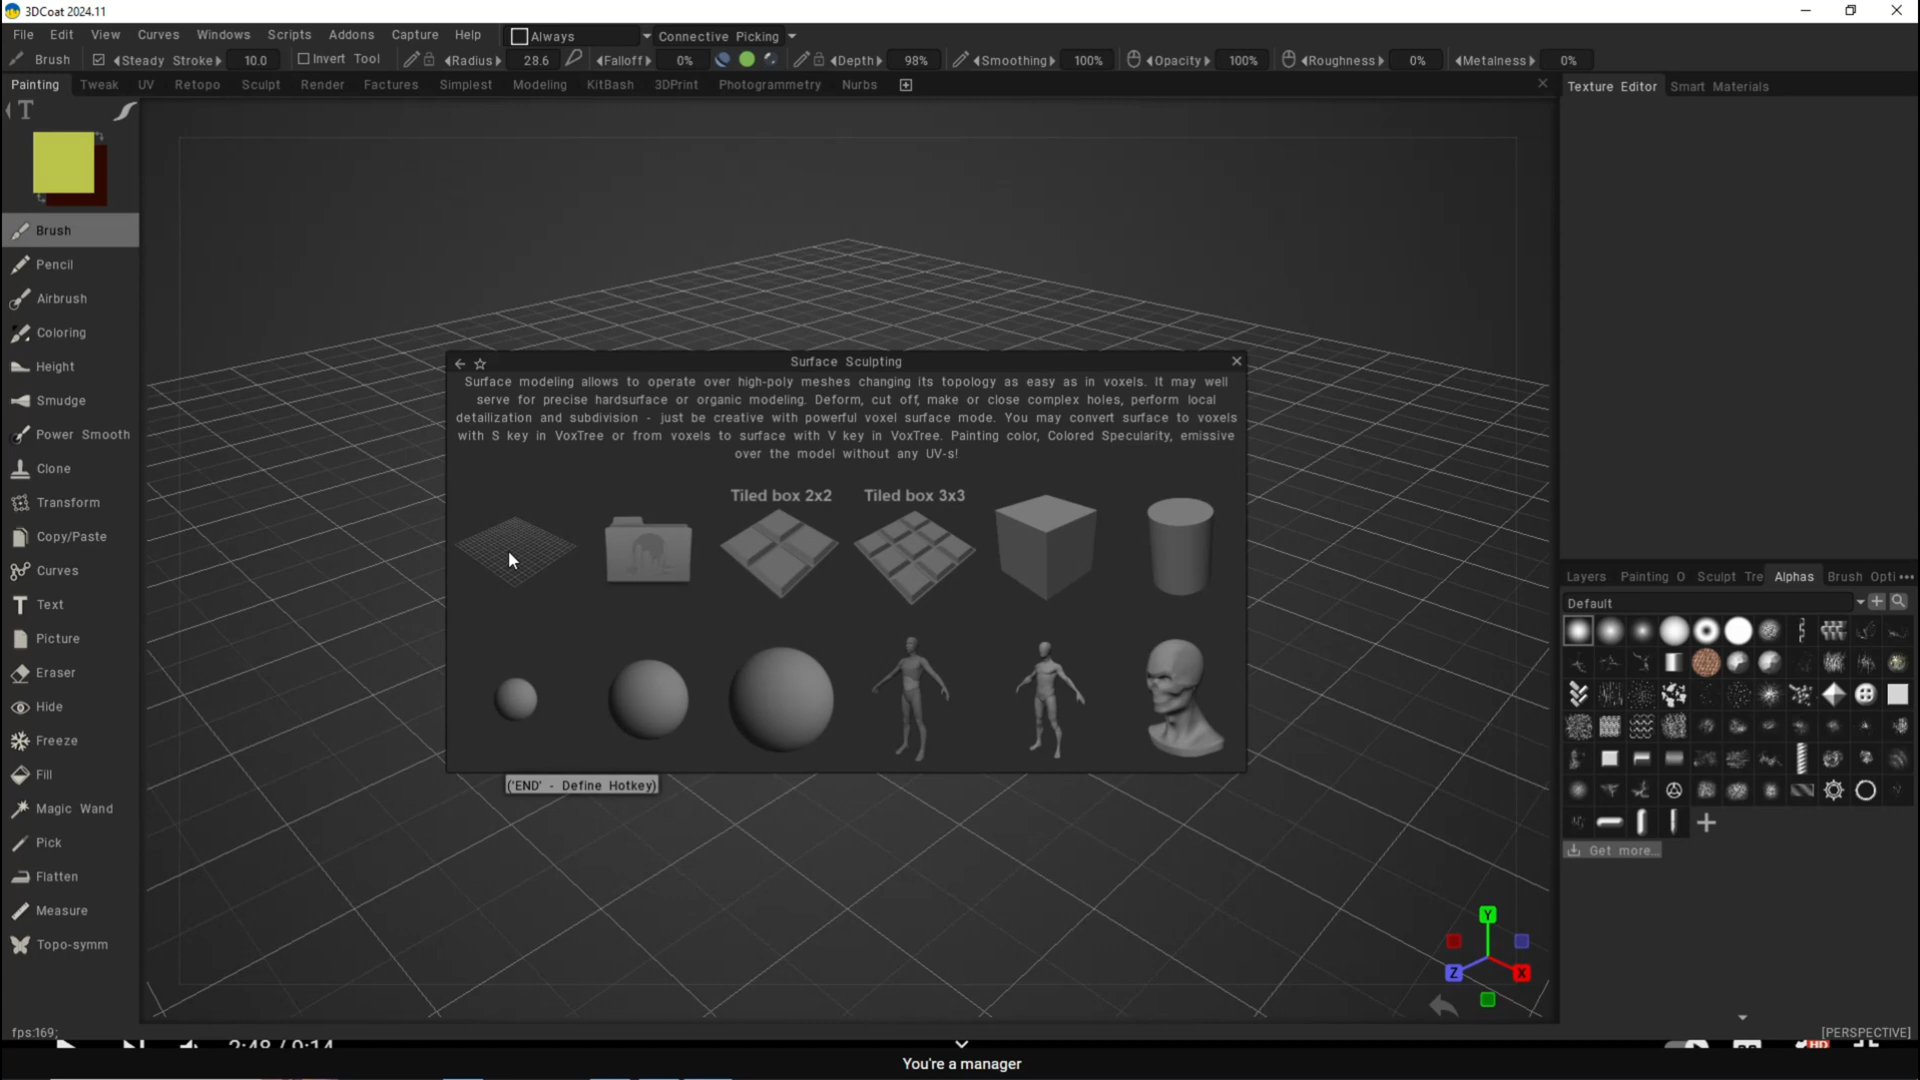 3DCoat 2024.11
File Edit View Curves Windows Scripts Addons Capture Help Always Connective Picking
Brush Steady Stroke 10.0 Invert Tool Radius 28.6 Falloff 0% Depth 98% Smoothing 100% Opacity 100% Roughness 0% Metalness 0%
Painting Tweak UV Retopo Sculpt Render Factures Simplest Modeling KitBash 3DPrint Photogrammetry Nurbs
Texture Editor Smart Materials
T
Brush
Pencil
Airbrush
Coloring
Height
Smudge
Power Smooth
Clone
Transform
Copy/Paste
Curves
Text
Picture
Eraser
Hide
Freeze
Fill
Magic Wand
Pick
Flatten
Measure
Topo-symm
Surface Sculpting
Surface modeling allows to operate over high-poly meshes changing its topology as easy as in voxels. It may well
serve for precise hardsurface or organic modeling. Deform, cut off, make or close complex holes, perform local
detailization and subdivision - just be creative with powerful voxel surface mode. You may convert surface to voxels
with S key in VoxTree or from voxels to surface with V key in VoxTree. Painting color, Colored Specularity, emissive
over the model without any UV-s!
Tiled box 2x2 Tiled box 3x3
('END' - Define Hotkey)
Layers Painting O Sculpt Tre Alphas Brush Opti
Default
Get more...
Y
Z
X
fps:169;
[PERSPECTIVE]
2:48 / 0:14
HD
You're a manager